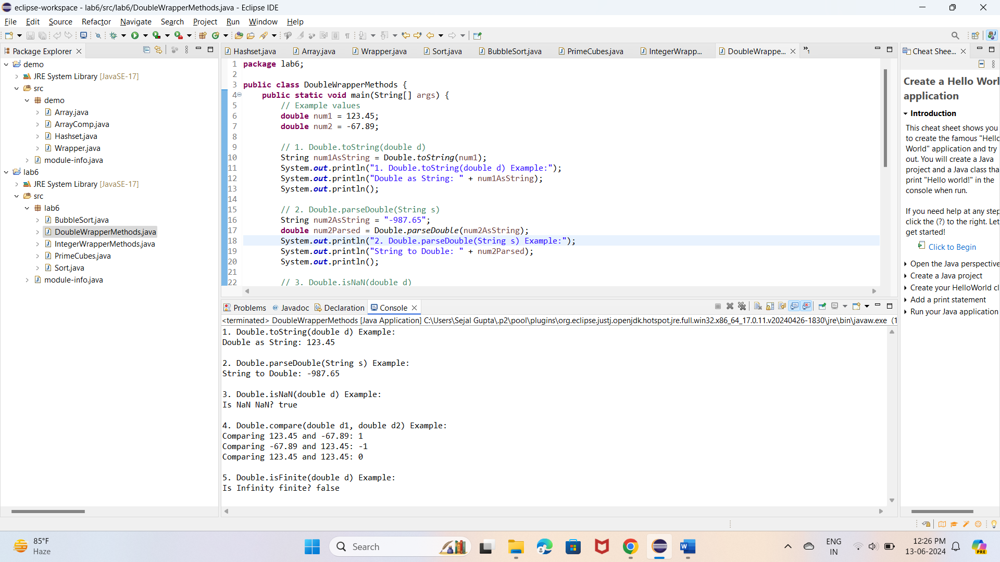 eclipse-workspace - lab6/src/lab6/DoubleWrapperMethods.java - Eclipse IDE
File Edit Source Refactor Navigate Search Project Run Window Help
Package Explorer
demo
JRE System Library [JavaSE-17]
src
demo
Array.java
ArrayComp.java
Hashset.java
Wrapper.java
module-info.java
lab6
JRE System Library [JavaSE-17]
src
lab6
BubbleSort.java
DoubleWrapperMethods.java
IntegerWrapperMethods.java
PrimeCubes.java
Sort.java
module-info.java
Hashset.java Array.java Wrapper.java Sort.java BubbleSort.java PrimeCubes.java IntegerWrapp... DoubleWrappe... »1
1 package lab6;
2
3 public class DoubleWrapperMethods {
4 public static void main(String[] args) {
5 // Example values
6 double num1 = 123.45;
7 double num2 = -67.89;
8
9 // 1. Double.toString(double d)
10 String num1AsString = Double.toString(num1);
11 System.out.println("1. Double.toString(double d) Example:");
12 System.out.println("Double as String: " + num1AsString);
13 System.out.println();
14
15 // 2. Double.parseDouble(String s)
16 String num2AsString = "-987.65";
17 double num2Parsed = Double.parseDouble(num2AsString);
18 System.out.println("2. Double.parseDouble(String s) Example:");
19 System.out.println("String to Double: " + num2Parsed);
20 System.out.println();
21
22 // 3. Double.isNaN(double d)
Problems Javadoc Declaration Console
<terminated> DoubleWrapperMethods [Java Application] C:\Users\Sejal Gupta\.p2\pool\plugins\org.eclipse.justj.openjdk.hotspot.jre.full.win32.x86_64_17.0.11.v20240426-1830\jre\bin\javaw.exe (1
1. Double.toString(double d) Example:
Double as String: 123.45
2. Double.parseDouble(String s) Example:
String to Double: -987.65
3. Double.isNaN(double d) Example:
Is NaN NaN? true
4. Double.compare(double d1, double d2) Example:
Comparing 123.45 and -67.89: 1
Comparing -67.89 and 123.45: -1
Comparing 123.45 and 123.45: 0
5. Double.isFinite(double d) Example:
Is Infinity finite? false
Cheat Shee...
Create a Hello Worl
application
Introduction
This cheat sheet shows you
to create the famous "Hello
World" application and try
out. You will create a Java
project and a Java class tha
print "Hello world!" in the
console when run.
If you need help at any step
click the (?) to the right. Let
get started!
Click to Begin
Open the Java perspective
Create a Java project
Create your HelloWorld cl
Add a print statement
Run your Java application
85°F
Haze
Search
PRE
ENG
IN
12:26 PM
13-06-2024